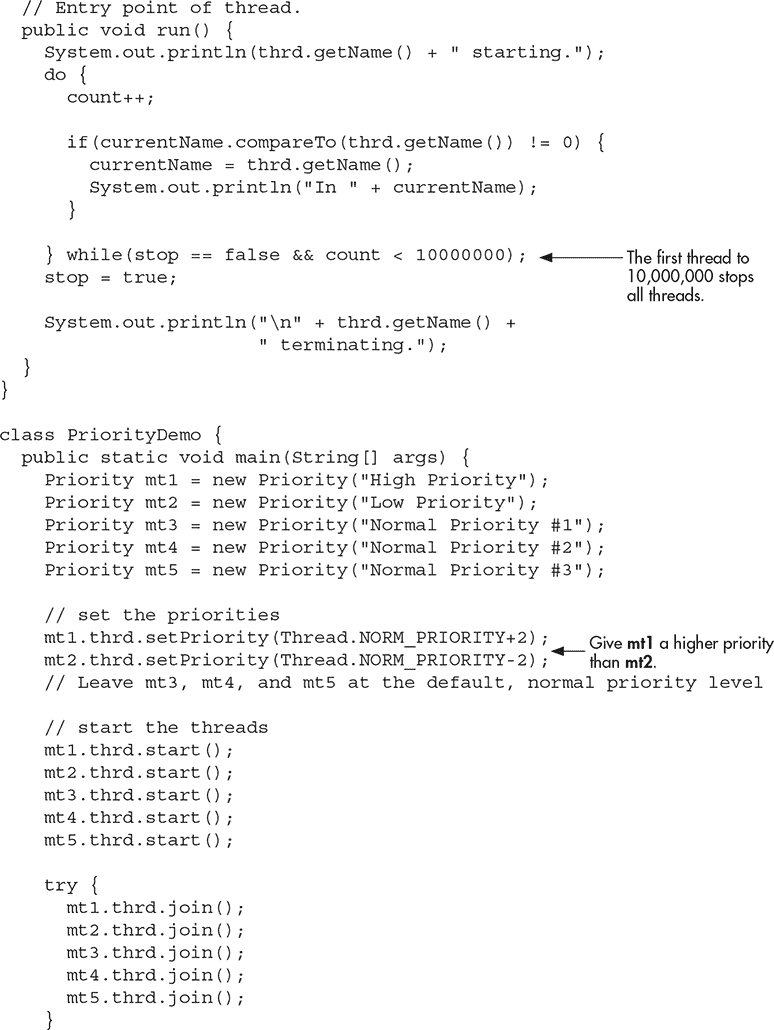 // Entry point of thread.
public void run() {
System.out.println(thrd.getName() + " starting.");
do {
count++;
if(currentName.compareTo(thrd.getName()) != 0) {
currentName = thrd.getName();
System.out.println("In " + currentName);
}
} while(stop == false && count < 10000000);
The first thread to
10,000,000 stops
all threads.
stop = true;
System.out.println("\n" + thrd.getName() +
" terminating.");
}
}
class PriorityDemo {
public static void main(String[] args) {
Priority mt1 = new Priority("High Priority");
Priority mt2 = new Priority("Low Priority");
Priority mt3 = new Priority("Normal Priority #1");
Priority mt4 = new Priority("Normal Priority #2");
Priority mt5 = new Priority("Normal Priority #3");
// set the priorities
mt1.thrd.setPriority(Thread.NORM_PRIORITY+2);
mt2.thrd.setPriority(Thread.NORM_PRIORITY-2);
Give mt1 a higher priority
than mt2.
// Leave mt3, mt4, and mt5 at the default, normal priority level
// start the threads
mt1.thrd.start();
mt2.thrd.start();
mt3.thrd.start();
mt4.thrd.start();
mt5.thrd.start();
try {
mt1.thrd.join();
mt2.thrd.join();
mt3.thrd.join();
mt4.thrd.join();
mt5.thrd.join();
}